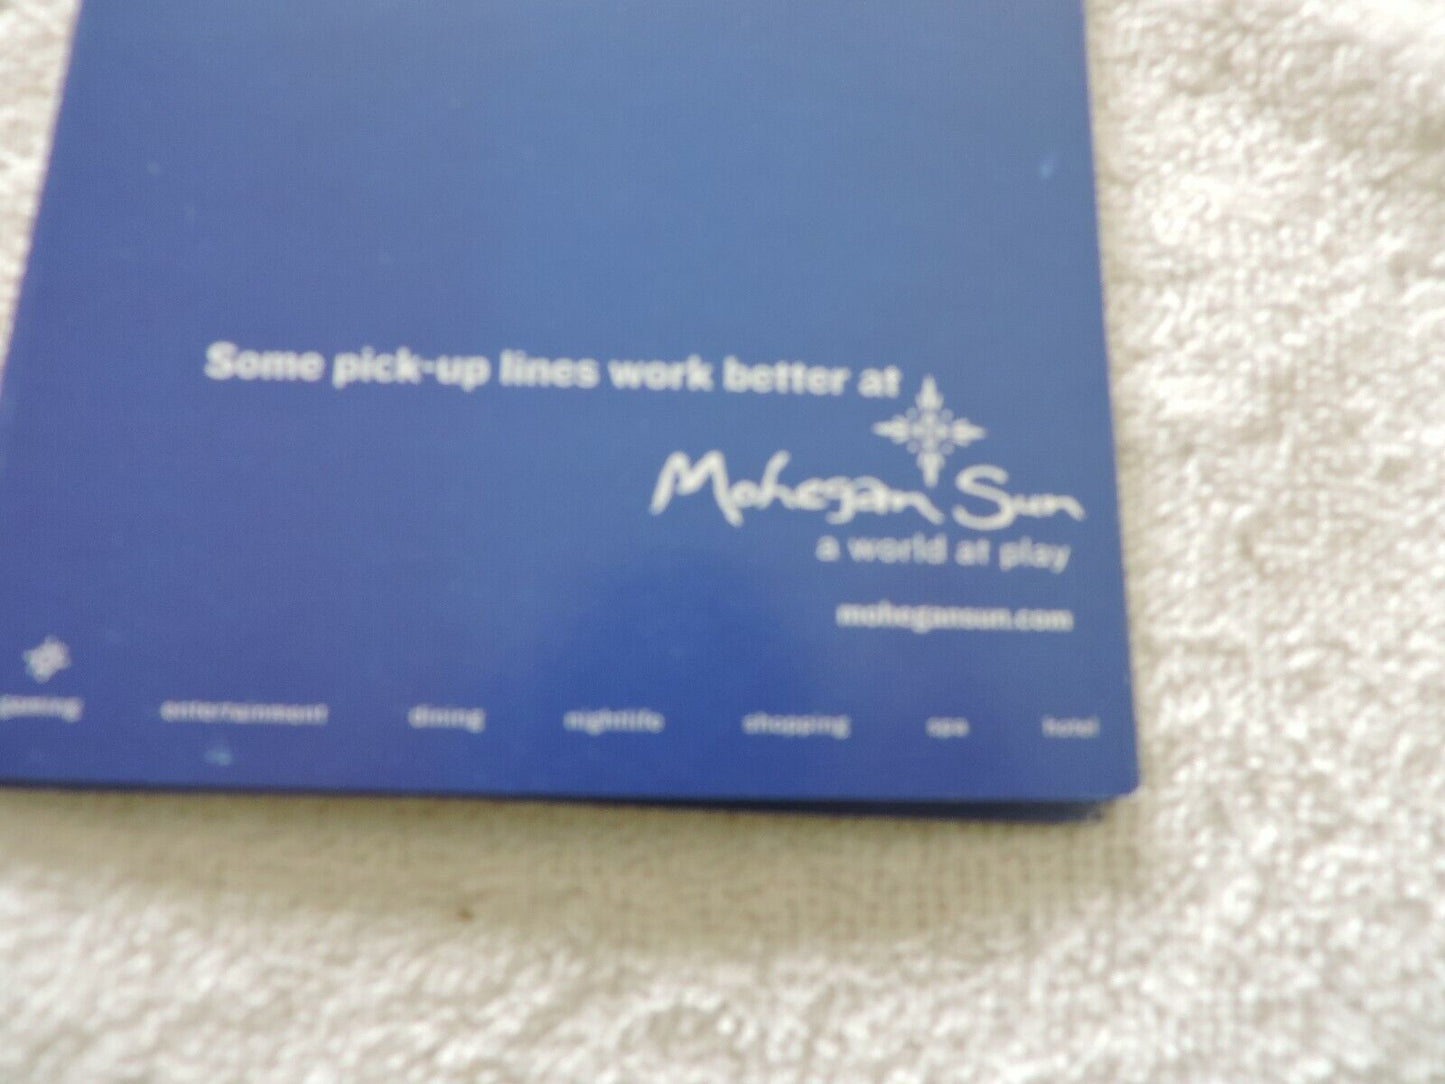 Some pick-up lines work better at
Mohegan Sun
a world at play
mohegansun.com
gaming entertainment dining nightlife shopping spa hotel